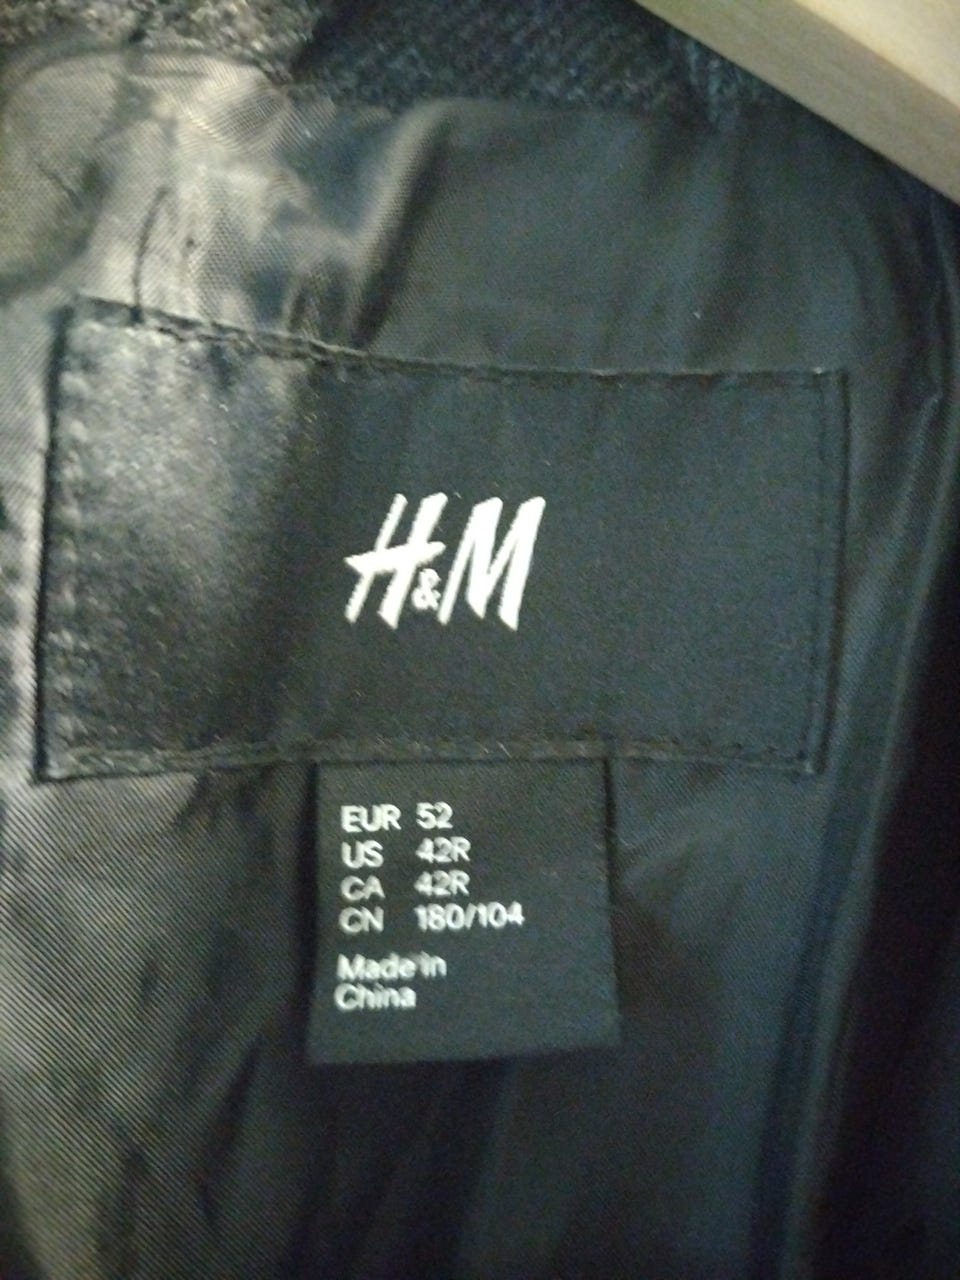 H&M
EUR 52
US 42R
CA 42R
CN 180/104
Made in
China